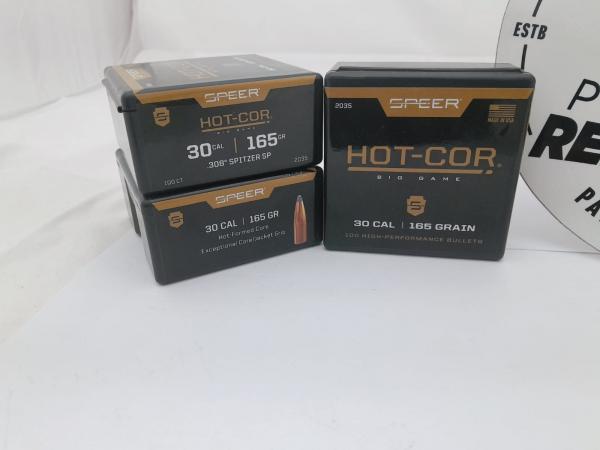 SPEER
HOT-COR
BIG GAME
30 CAL | 165 GR
.308" SPITZER SP
100 CT
2035
SPEER
30 CAL | 165 GR
Hot-Formed Core
Exceptional Core/Jacket Grip
SPEER
2035
MADE IN USA
HOT-COR®
BIG GAME
30 CAL | 165 GRAIN
100 HIGH-PERFORMANCE BULLETS
ESTB
P
RE
PA